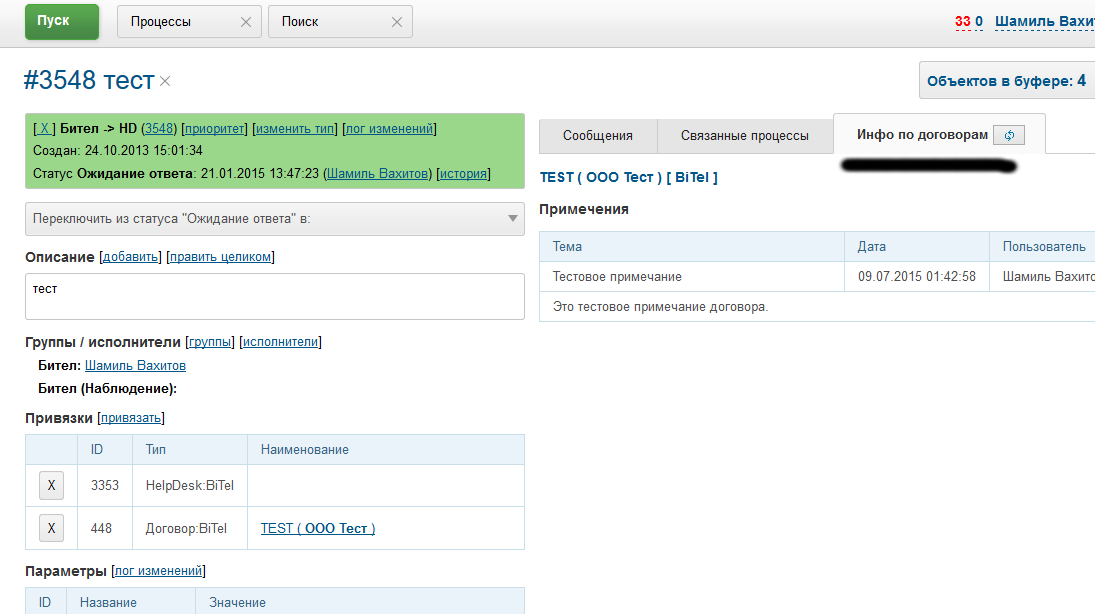 Пуск
Процессы
Поиск
33 0 Шамиль Вахит
#3548 тест
Объектов в буфере: 4
[ X ] Бител -> HD (3548) [приоритет] [изменить тип] [лог изменений]
Создан: 24.10.2013 15:01:34
Статус Ожидание ответа: 21.01.2015 13:47:23 (Шамиль Вахитов) [история]
Переключить из статуса "Ожидание ответа" в:
Описание [добавить] [править целиком]
тест
Группы / исполнители [группы] [исполнители]
Бител: Шамиль Вахитов
Бител (Наблюдение):
Привязки [привязать]
ID Тип Наименование
X 3353 HelpDesk:BiTel
X 448 Договор:BiTel TEST ( ООО Тест )
Параметры [лог изменений]
ID Название Значение
Сообщения Связанные процессы Инфо по договорам
TEST ( ООО Тест ) [ BiTel ]
Примечения
Тема Дата Пользователь
Тестовое примечание 09.07.2015 01:42:58 Шамиль Вахито
Это тестовое примечание договора.